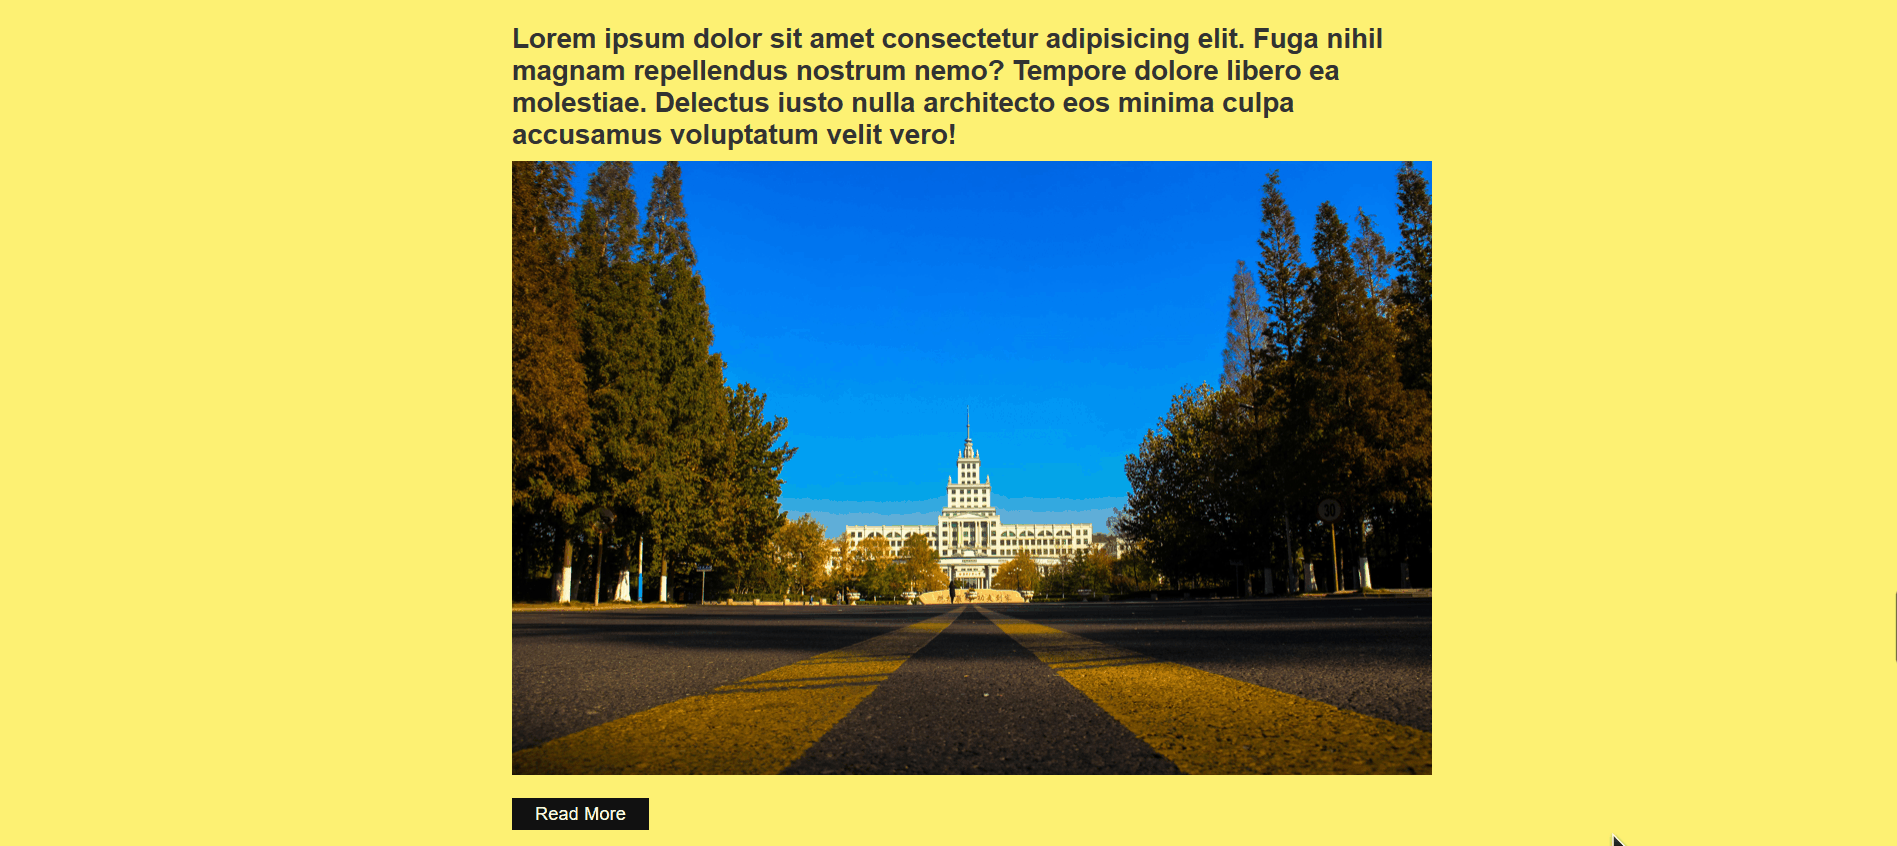 Lorem ipsum dolor sit amet consectetur adipisicing elit. Fuga nihil
magnam repellendus nostrum nemo? Tempore dolore libero ea
molestiae. Delectus iusto nulla architecto eos minima culpa
accusamus voluptatum velit vero!
30
Read More